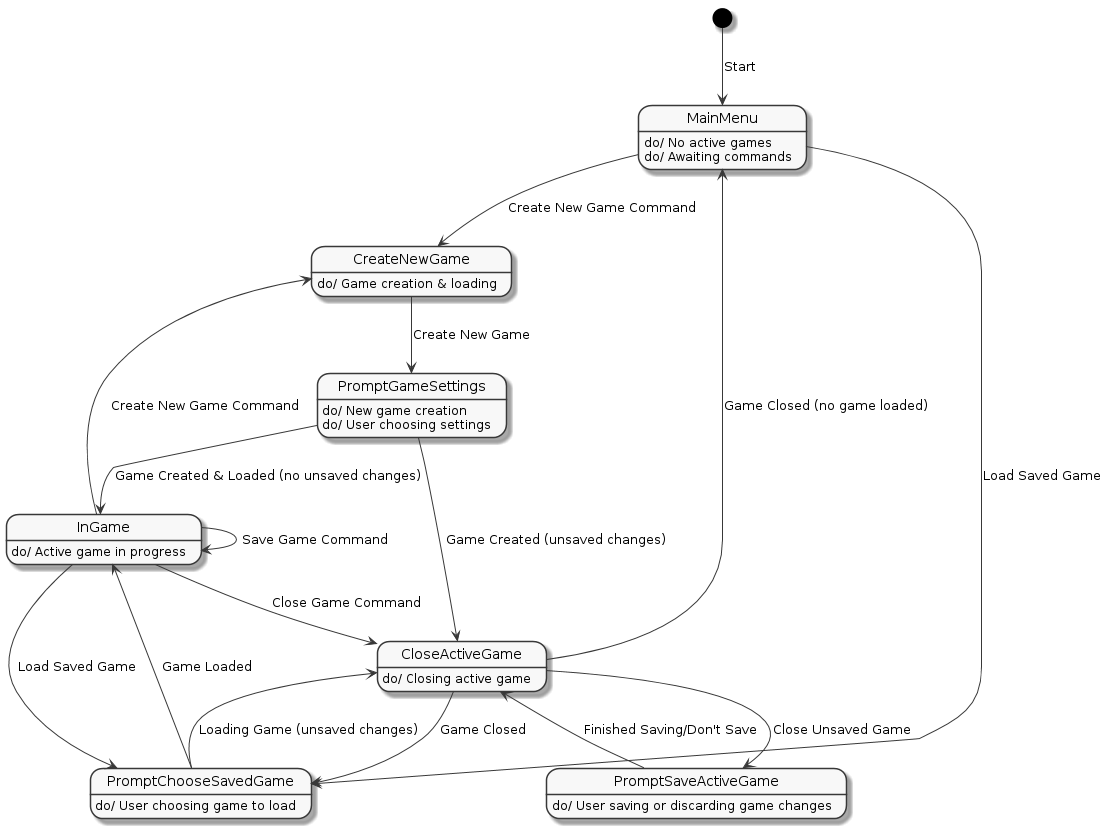 Start
MainMenu
do/ No active games
do/ Awaiting commands
Create New Game Command
CreateNewGame
do/ Game creation & loading
Create New Game
PromptGameSettings
do/ New game creation
do/ User choosing settings
Create New Game Command
Game Closed (no game loaded)
Game Created & Loaded (no unsaved changes)
Load Saved Game
InGame
do/ Active game in progress
Save Game Command
Game Created (unsaved changes)
Close Game Command
CloseActiveGame
do/ Closing active game
Load Saved Game
Game Loaded
Loading Game (unsaved changes)
Game Closed
Finished Saving/Don't Save
Close Unsaved Game
PromptChooseSavedGame
do/ User choosing game to load
PromptSaveActiveGame
do/ User saving or discarding game changes